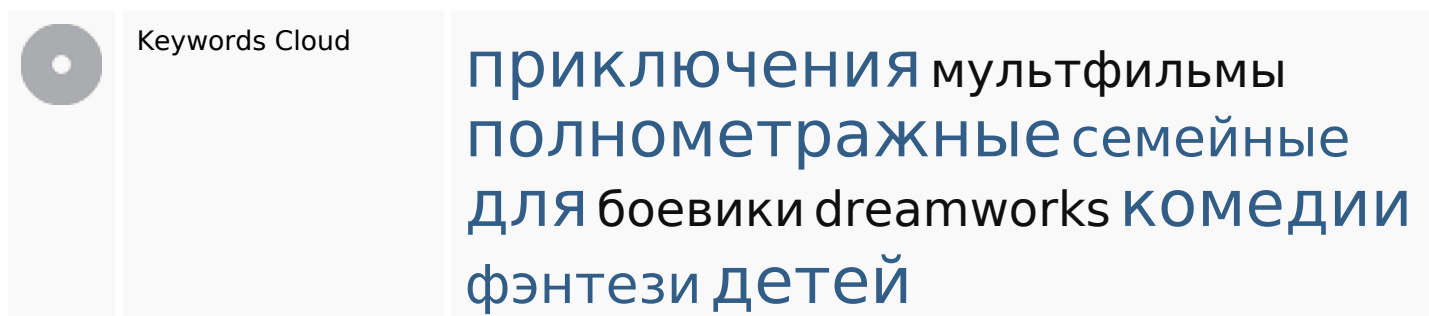 Keywords Cloud
приключения мультфильмы
полнометражные семейные
для боевики dreamworks комедии
фэнтези детей